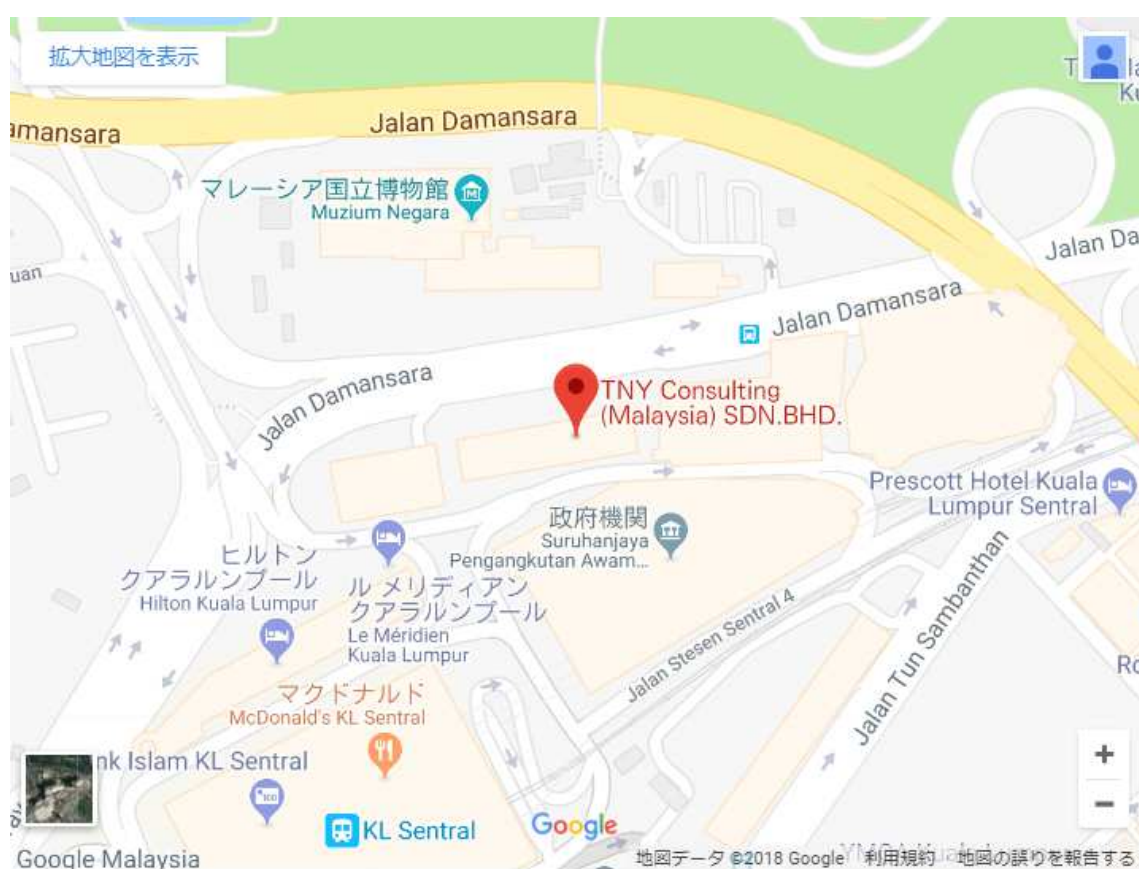 拡大地図を表示
amansara
Jalan Damansara
マレーシア国立博物館
Muzium Negara
uan
Jalan Da
Jalan Damansara
Jalan Damansara
TNY Consulting
(Malaysia) SDN.BHD.
Prescott Hotel Kuala
Lumpur Sentral
政府機関
Suruhanjaya
Pengangkutan Awam...
ヒルトン
クアラルンプール
Hilton Kuala Lumpur
ル メリディアン
クアラルンプール
Le Méridien
Kuala Lumpur
Jalan Stesen Sentral 4
Jalan Tun Sambanthan
マクドナルド
McDonald's KL Sentral
nk Islam KL Sentral
KL Sentral
Google
Google Malaysia
地図データ ©2018 Google
利用規約
地図の誤りを報告する